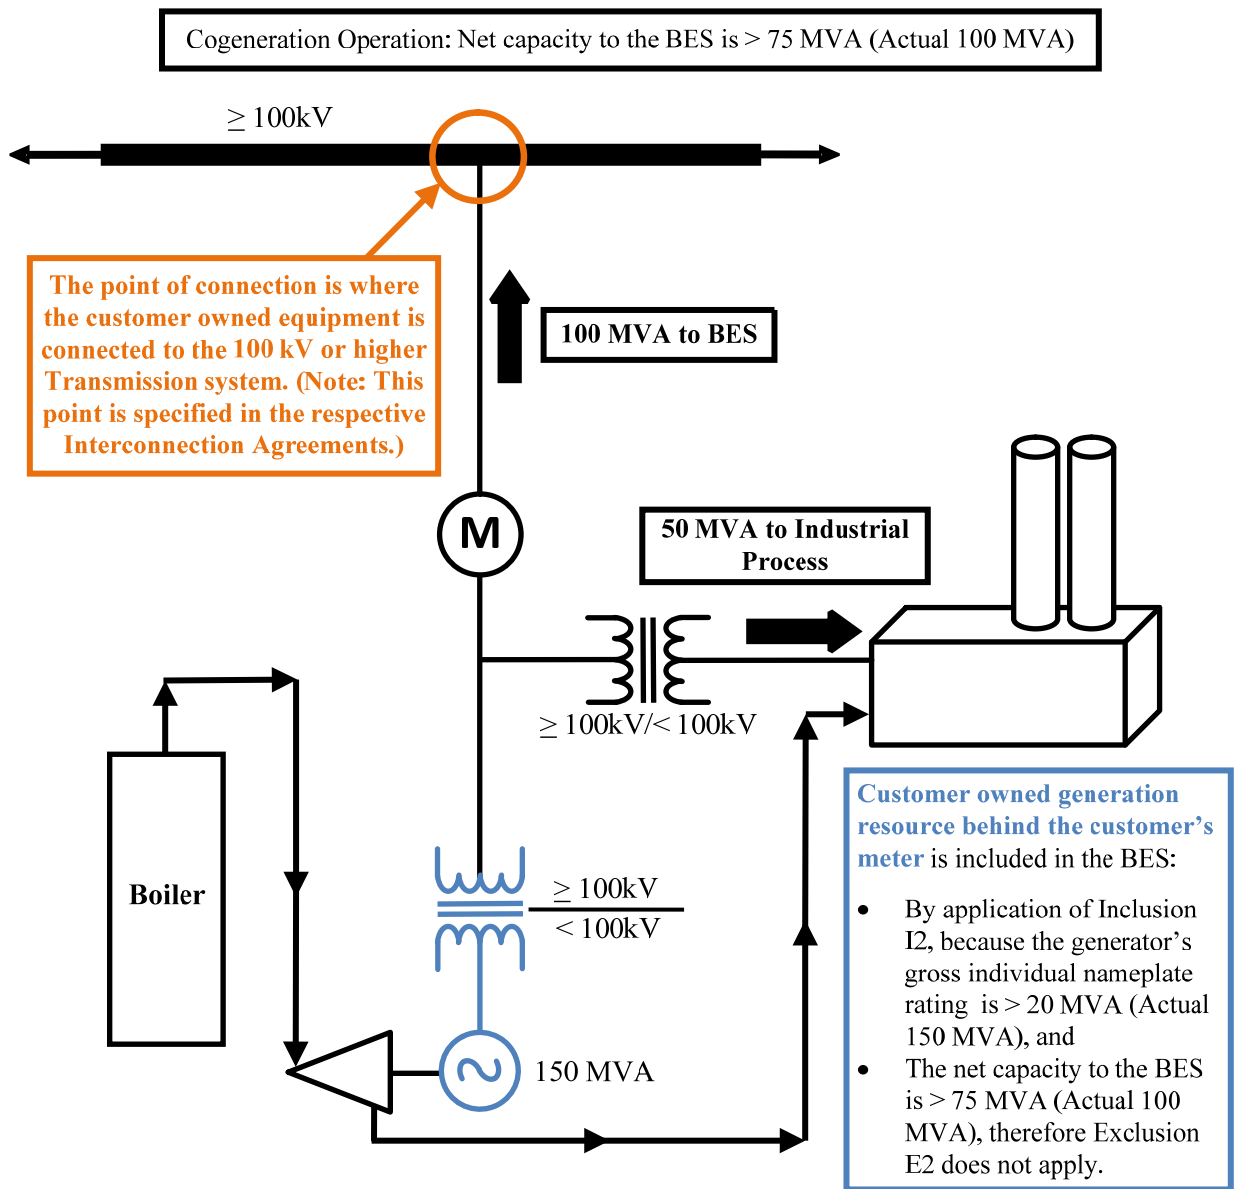 Cogeneration Operation: Net capacity to the BES is > 75 MVA (Actual 100 MVA)
≥ 100kV
The point of connection is where
the customer owned equipment is
connected to the 100 kV or higher
Transmission system. (Note: This
point is specified in the respective
Interconnection Agreements.)
100 MVA to BES
M
50 MVA to Industrial
Process
≥ 100kV/< 100kV
Boiler
≥ 100kV
< 100kV
150 MVA
Customer owned generation
resource behind the customer’s
meter is included in the BES:
• By application of Inclusion
I2, because the generator’s
gross individual nameplate
rating is > 20 MVA (Actual
150 MVA), and
• The net capacity to the BES
is > 75 MVA (Actual 100
MVA), therefore Exclusion
E2 does not apply.